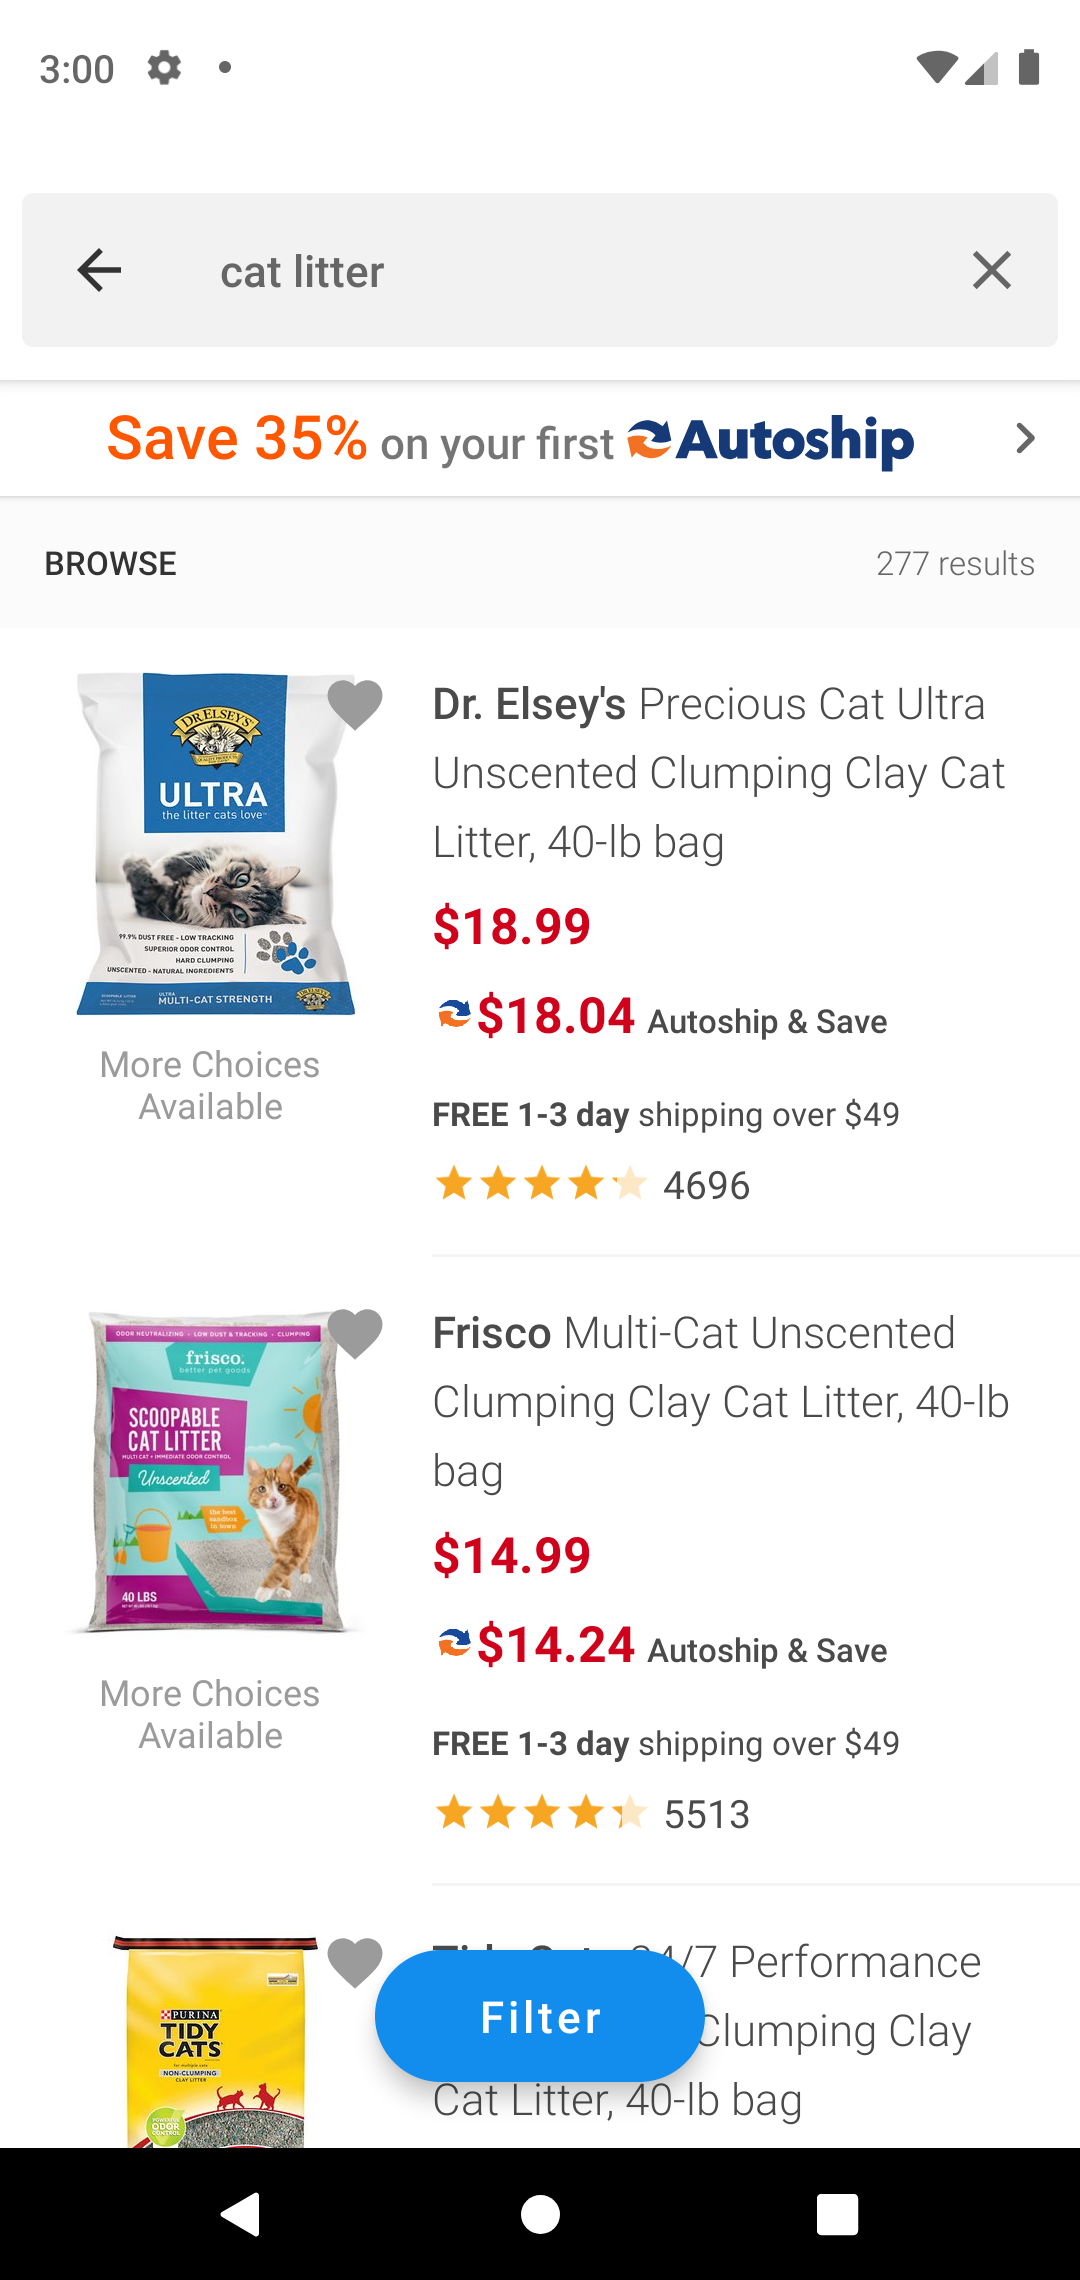 3:00
cat litter
Save 35% on your first Autoship
BROWSE
277 results
DR. ELSEY'S
ULTRA
the litter cats love
99.9% DUST FREE - LOW TRACKING
SUPERIOR ODOR CONTROL
HARD CLUMPING
UNSCENTED - NATURAL INGREDIENTS
ULTRA
MULTI-CAT STRENGTH
More Choices
Available
Dr. Elsey's Precious Cat Ultra
Unscented Clumping Clay Cat
Litter, 40-lb bag
$18.99
$18.04 Autoship & Save
FREE 1-3 day shipping over $49
4696
ODOR NEUTRALIZING • LOW DUST & TRACKING • CLUMPING
frisco.
better pet goods
SCOOPABLE
CAT LITTER
MULTI CAT + IMMEDIATE ODOR CONTROL
Unscented
the best
sandbox
in town
40 LBS
More Choices
Available
Frisco Multi-Cat Unscented
Clumping Clay Cat Litter, 40-lb
bag
$14.99
$14.24 Autoship & Save
FREE 1-3 day shipping over $49
5513
PURINA
TIDY
CATS
for multiple cats
NON-CLUMPING
CLAY LITTER
POWERFUL
ODOR
CONTROL
Tidy Cats 24/7 Performance
Clumping Clay
Cat Litter, 40-lb bag
Filter